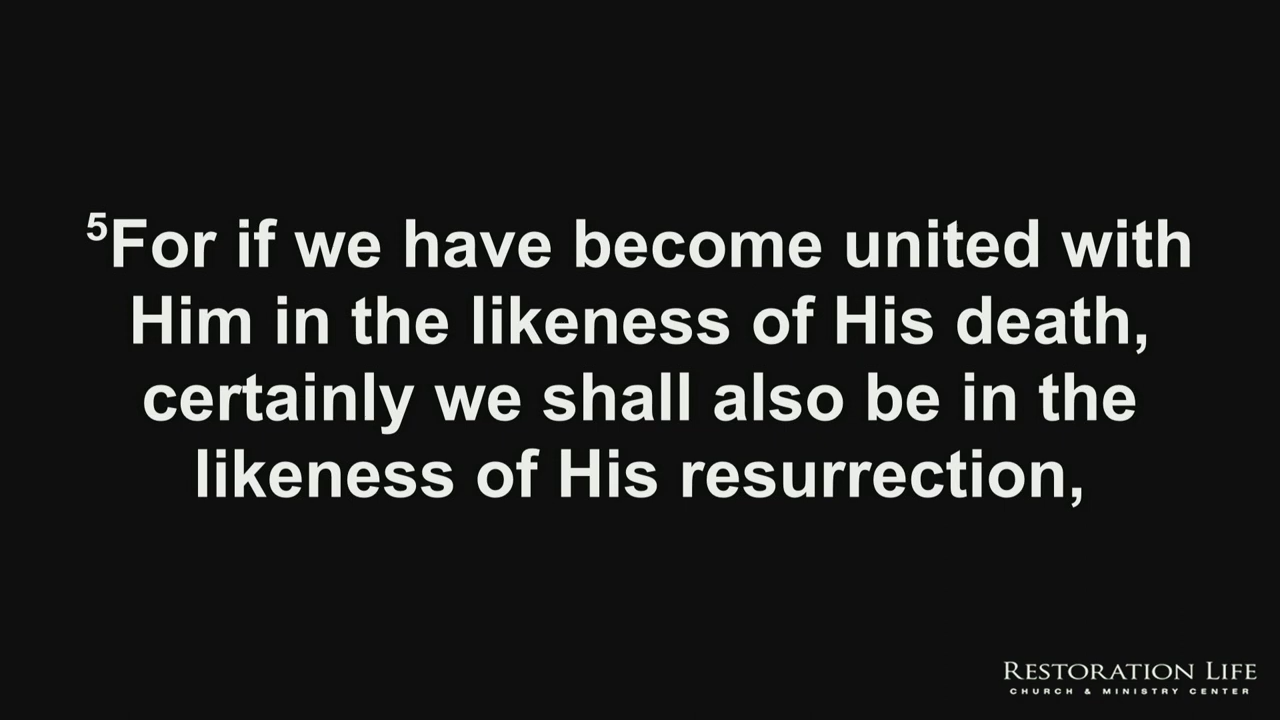 ⁵For if we have become united with
Him in the likeness of His death,
certainly we shall also be in the
likeness of His resurrection,
RESTORATION LIFE
CHURCH & MINISTRY CENTER